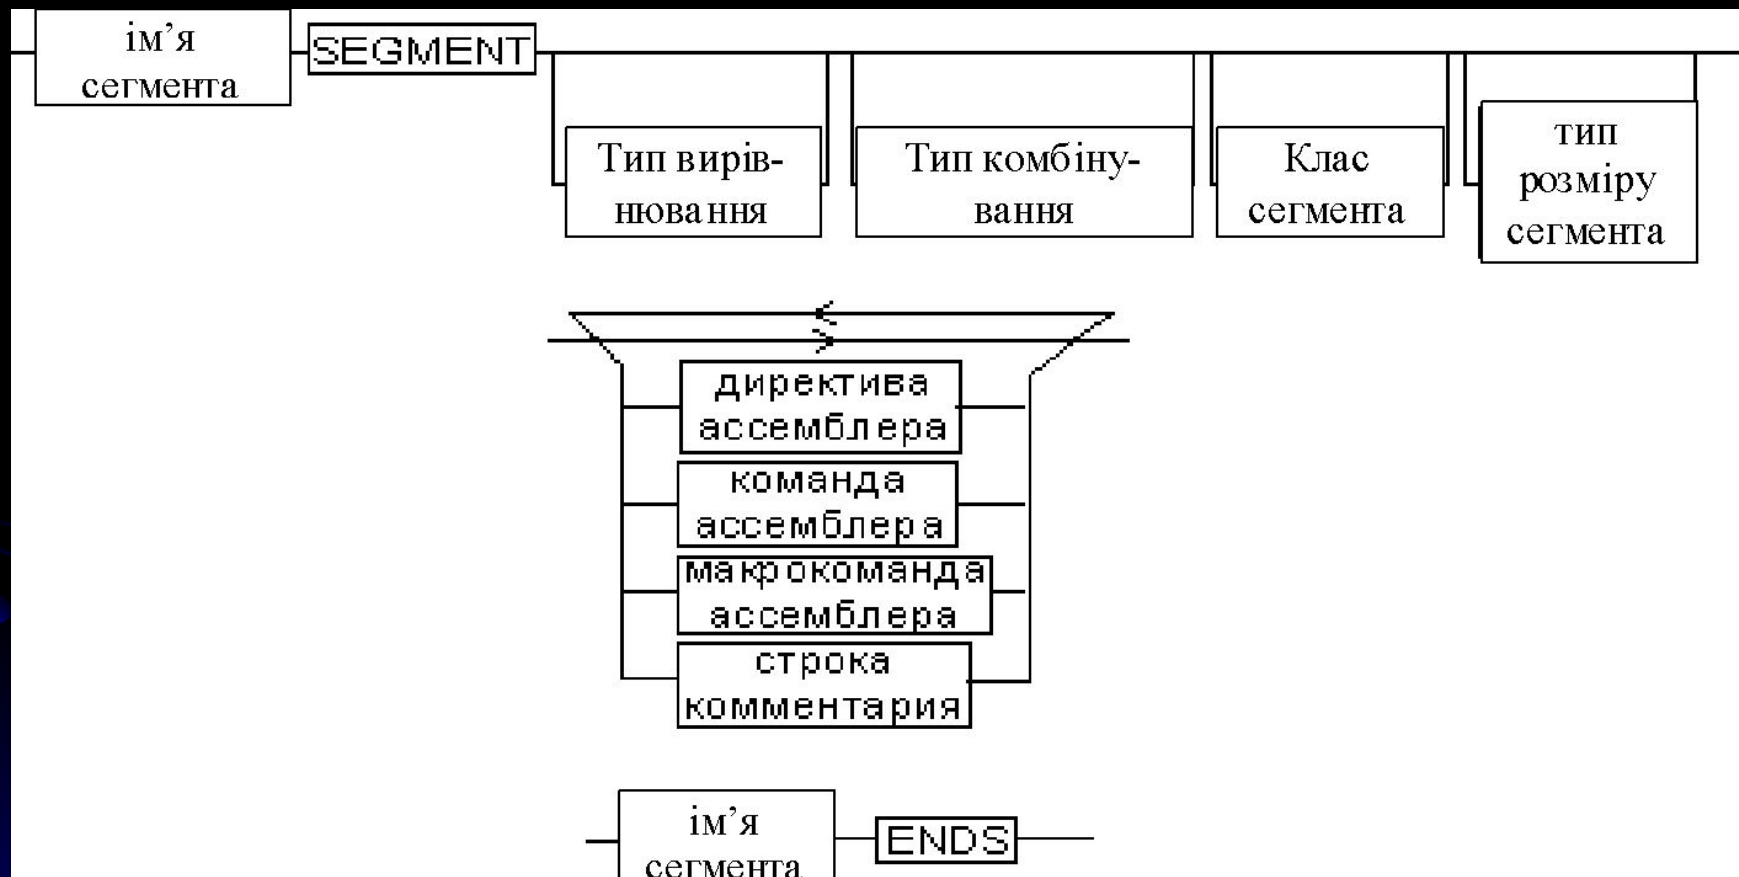 ім’я
сегмента
SEGMENT
Тип вирів-
нювання
Тип комбіну-
вання
Клас
сегмента
тип
розміру
сегмента
директива
ассемблера
команда
ассемблера
макрокоманда
ассемблера
строка
комментария
ім’я
сегмента
ENDS